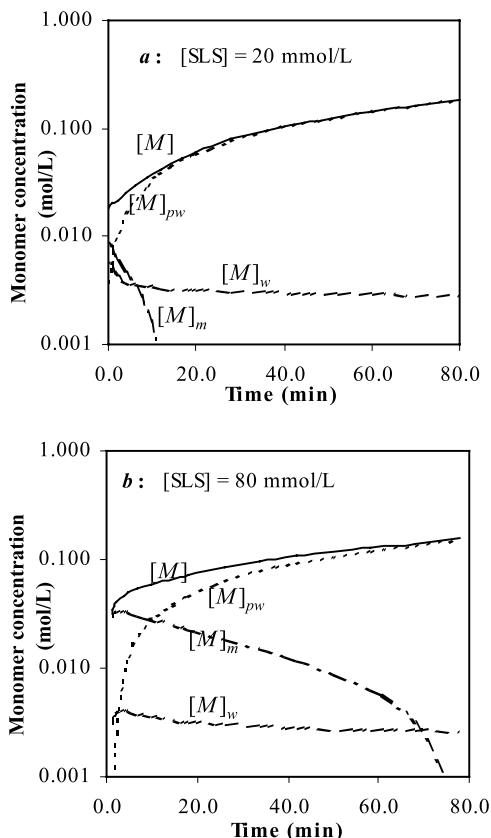 1.000
a : [SLS] = 20 mmol/L
0.100
[M]
[M]pw
0.010
[M]w
[M]m
0.001
0.0 20.0 40.0 60.0 80.0
Time (min)
Monomer concentration
(mol/L)
1.000
b : [SLS] = 80 mmol/L
0.100
[M]
[M]pw
[M]m
0.010
[M]w
0.001
0.0 20.0 40.0 60.0 80.0
Time (min)
Monomer concentration
(mol/L)